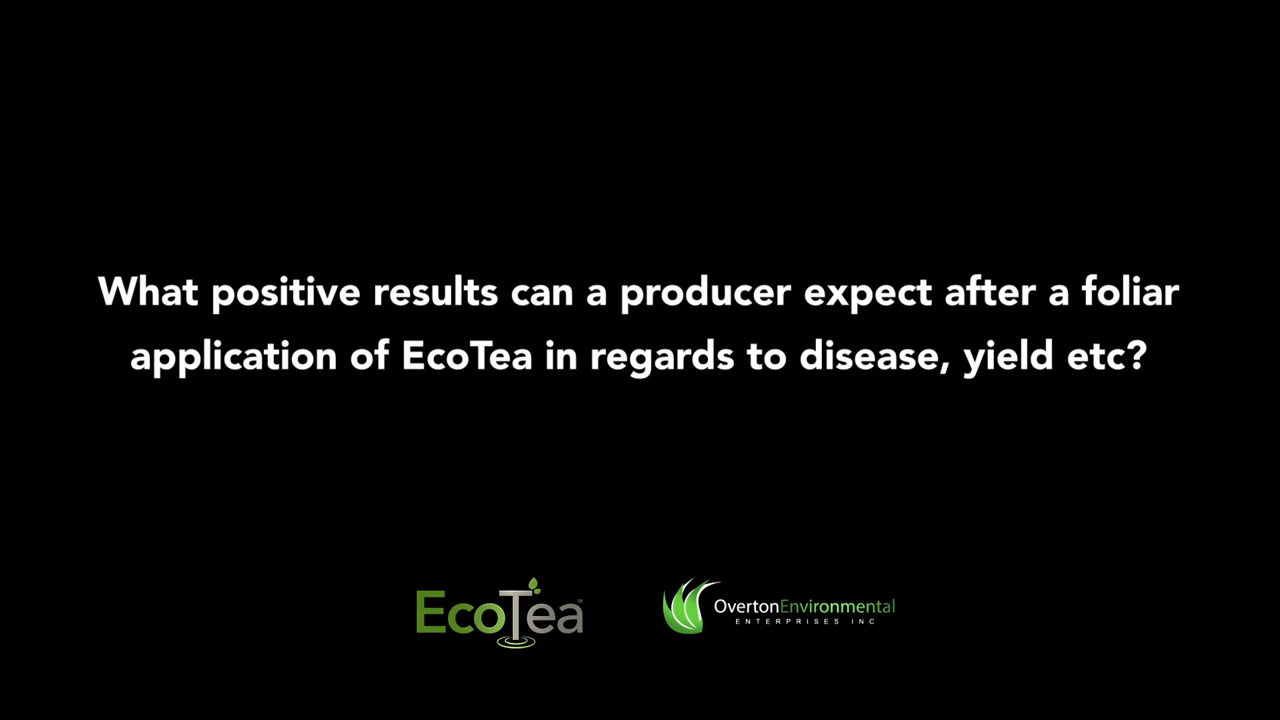 What positive results can a producer expect after a foliar
application of EcoTea in regards to disease, yield etc?
EcoTea™
OvertonEnvironmental
ENTERPRISES INC